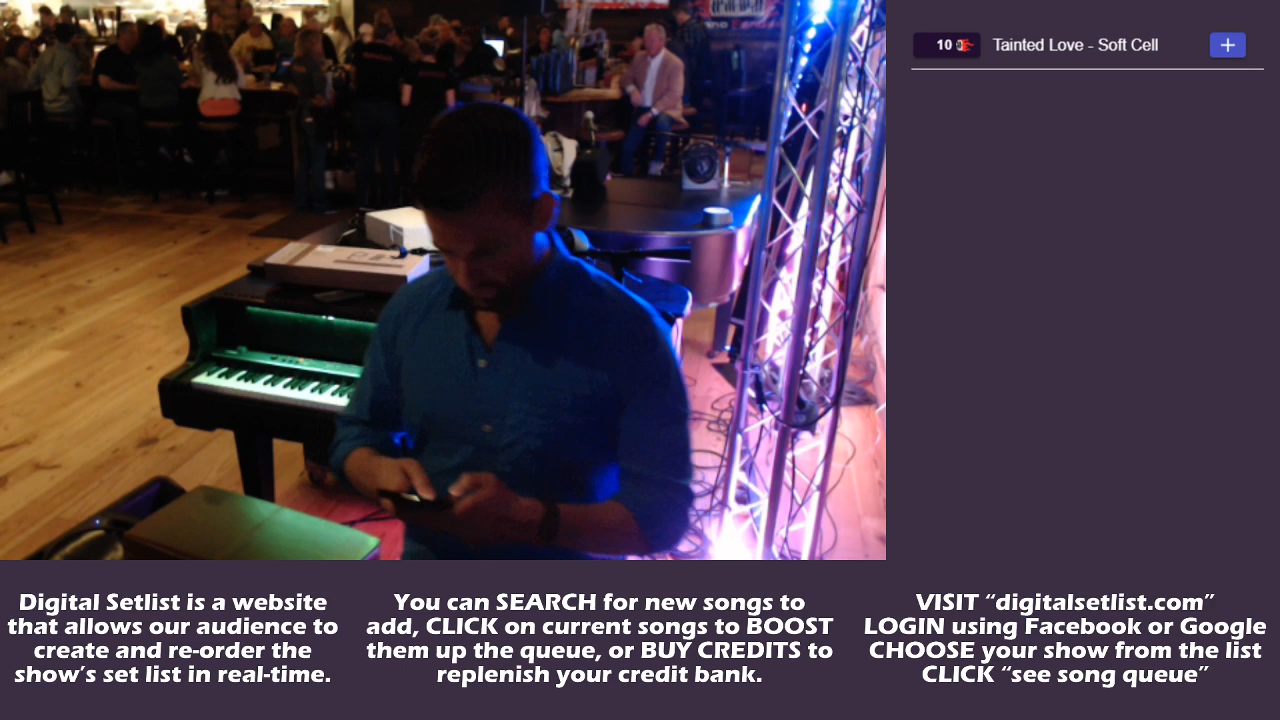 10
Tainted Love - Soft Cell
+
Digital Setlist is a website
that allows our audience to
create and re-order the
show's set list in real-time.
You can SEARCH for new songs to
add, CLICK on current songs to BOOST
them up the queue, or BUY CREDITS to
replenish your credit bank.
VISIT “digitalsetlist.com”
LOGIN using Facebook or Google
CHOOSE your show from the list
CLICK “see song queue”